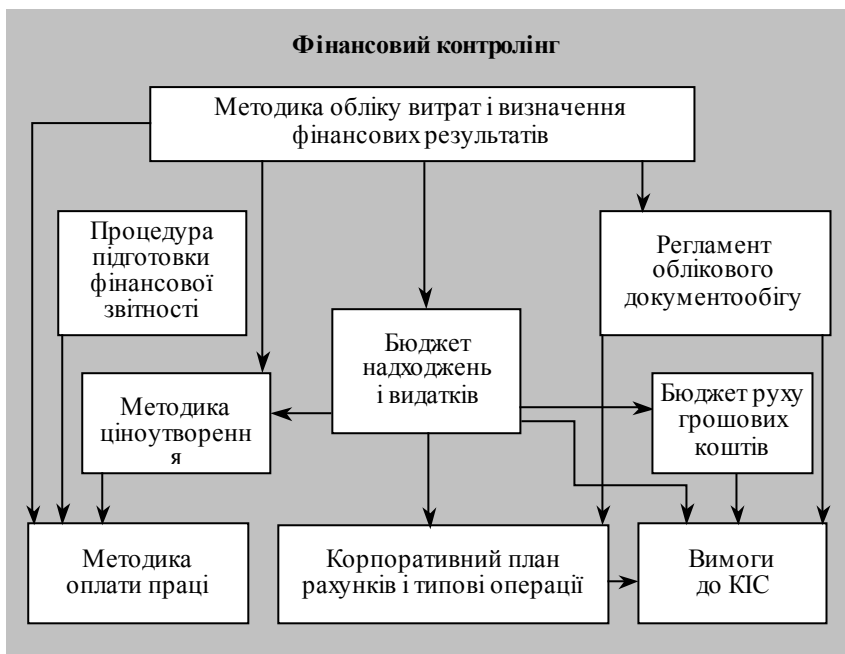 Фінансовий контролінг
Методика обліку витрат і визначення
фінансових результатів
Процедура
підготовки
фінансової
звітності
Регламент
облікового
документообігу
Бюджет
надходжень
і видатків
Методика
ціноутворенн
я
Бюджет руху
грошових
коштів
Методика
оплати праці
Корпоративний план
рахунків і типові операції
Вимоги
до КІС